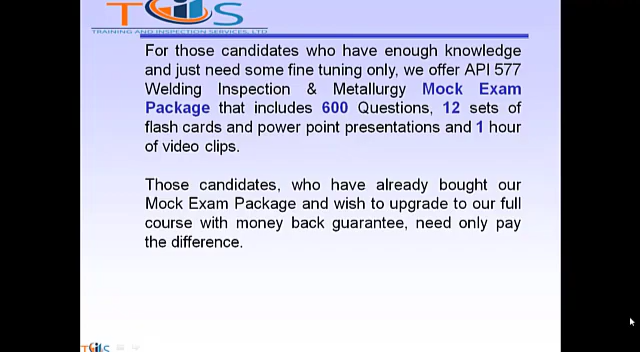 TIIS
TRAINING AND INSPECTION SERVICES, LTD
For those candidates who have enough knowledge
and just need some fine tuning only, we offer API 577
Welding Inspection & Metallurgy Mock Exam
Package that includes 600 Questions, 12 sets of
flash cards and power point presentations and 1 hour
of video clips.
Those candidates, who have already bought our
Mock Exam Package and wish to upgrade to our full
course with money back guarantee, need only pay
the difference.